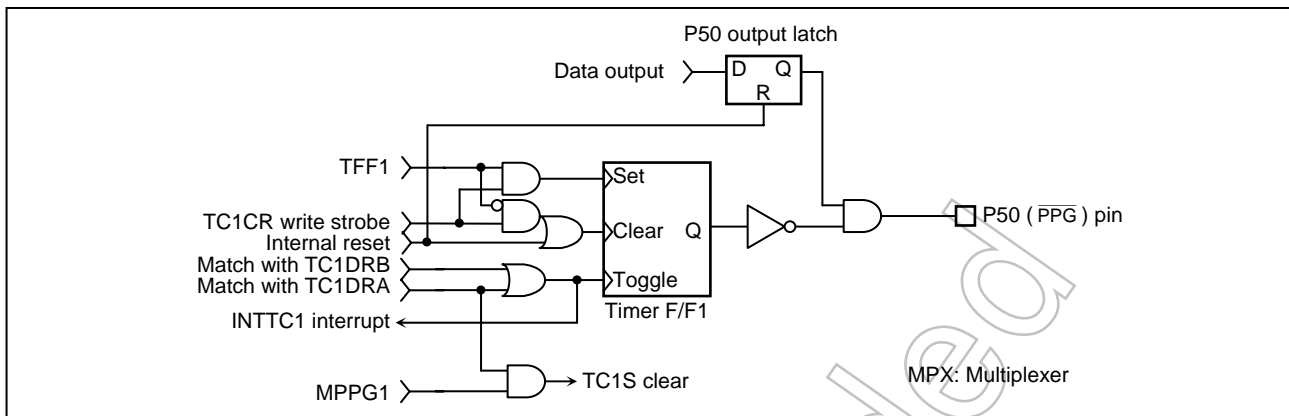 P50 output latch
Data output
D Q
R
TFF1
Set
TC1CR write strobe
Internal reset
Clear Q
P50 (P̅P̅G̅) pin
Match with TC1DRB
Match with TC1DRA
Toggle
Timer F/F1
INTTC1 interrupt
TC1S clear
MPPG1
MPX: Multiplexer
ded